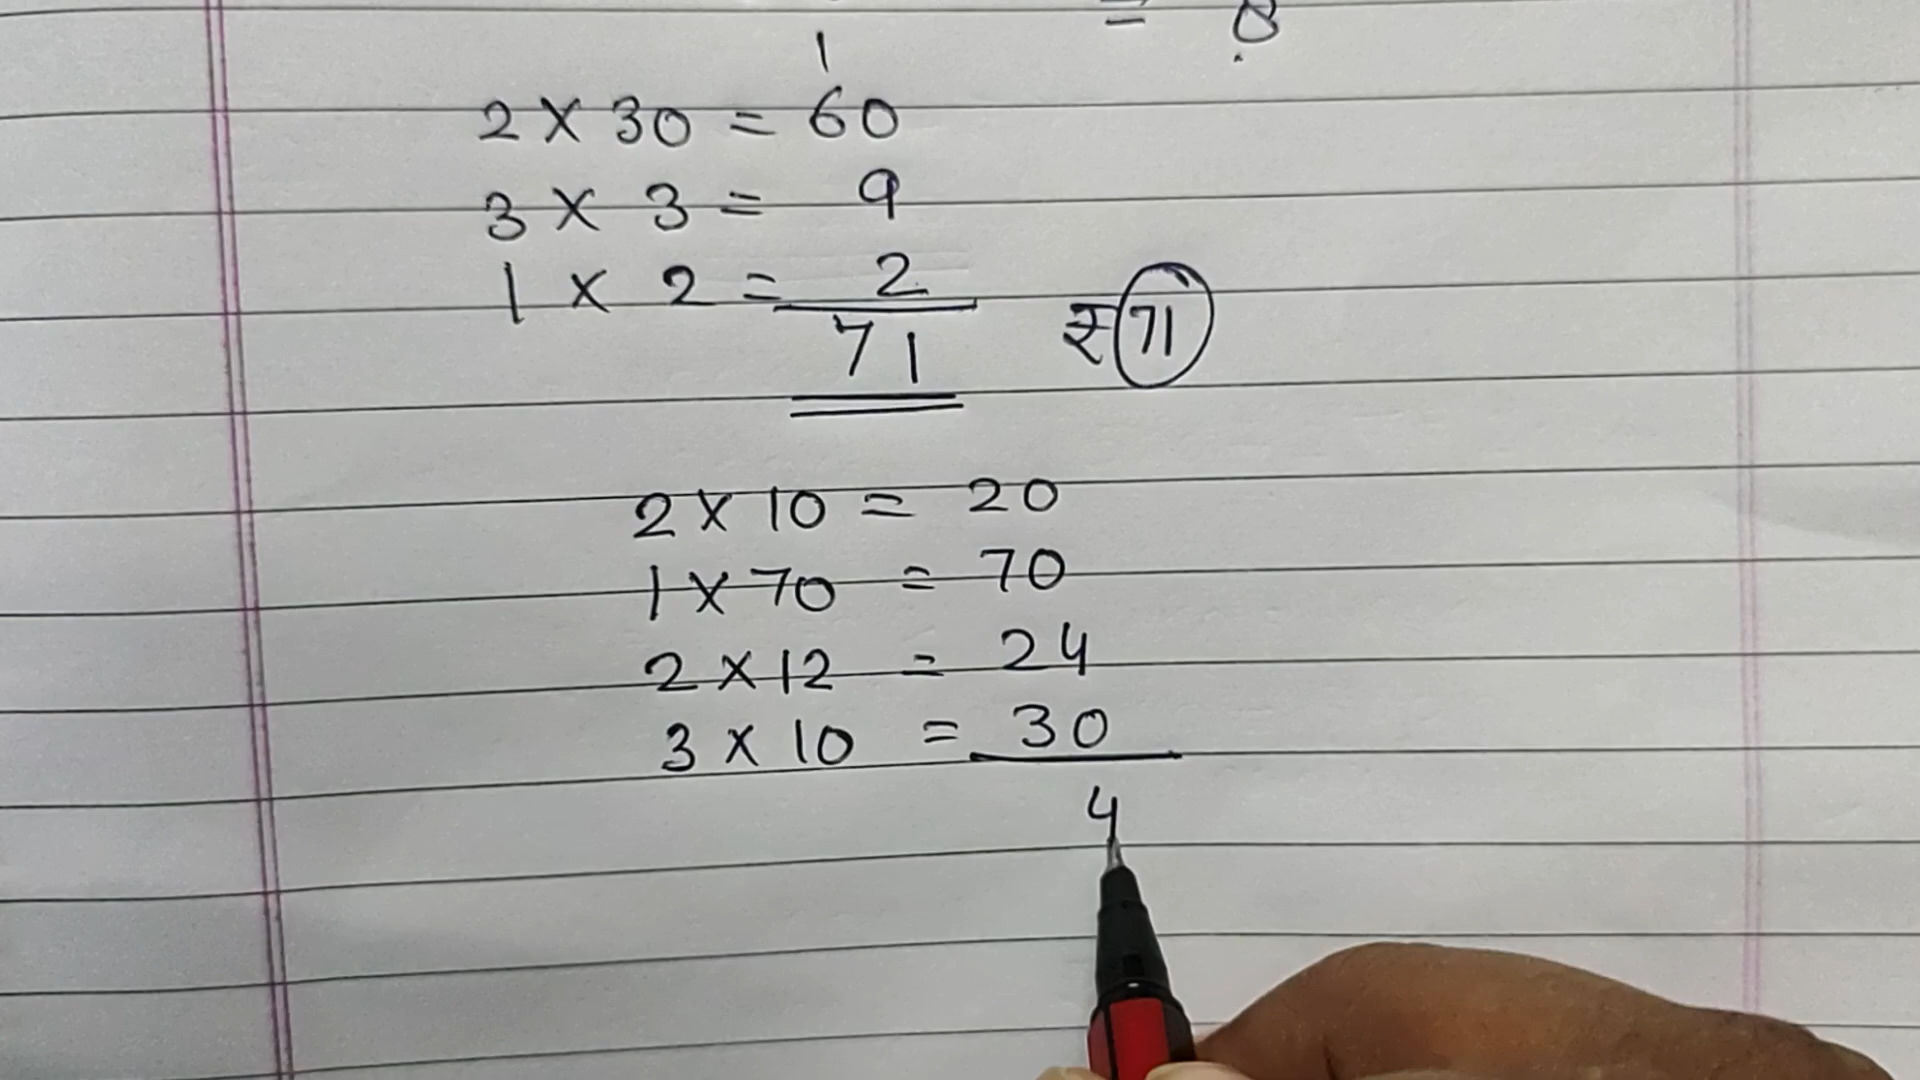 = 8
1
2 X 30 = 60
3 X 3 = 9
1 X 2 = 2
71 ₹ 71
2 X 10 = 20
1 X 70 = 70
2 X 12 = 24
3 X 10 = 30
4